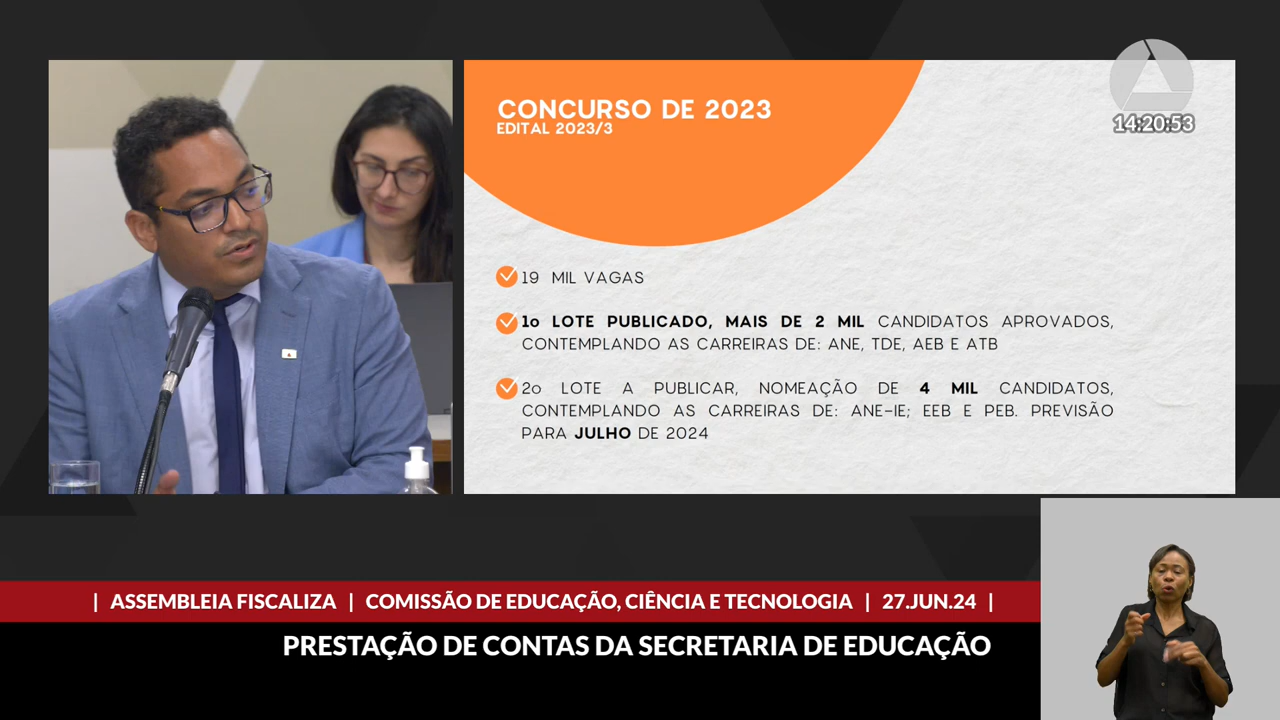 14:20:53
CONCURSO DE 2023
EDITAL 2023/3
19 MIL VAGAS
1o LOTE PUBLICADO, MAIS DE 2 MIL CANDIDATOS APROVADOS,
CONTEMPLANDO AS CARREIRAS DE: ANE, TDE, AEB E ATB
2o LOTE A PUBLICAR, NOMEAÇÃO DE 4 MIL CANDIDATOS,
CONTEMPLANDO AS CARREIRAS DE: ANE-IE; EEB E PEB. PREVISÃO
PARA JULHO DE 2024
| ASSEMBLEIA FISCALIZA | COMISSÃO DE EDUCAÇÃO, CIÊNCIA E TECNOLOGIA | 27.JUN.24 |
PRESTAÇÃO DE CONTAS DA SECRETARIA DE EDUCAÇÃO